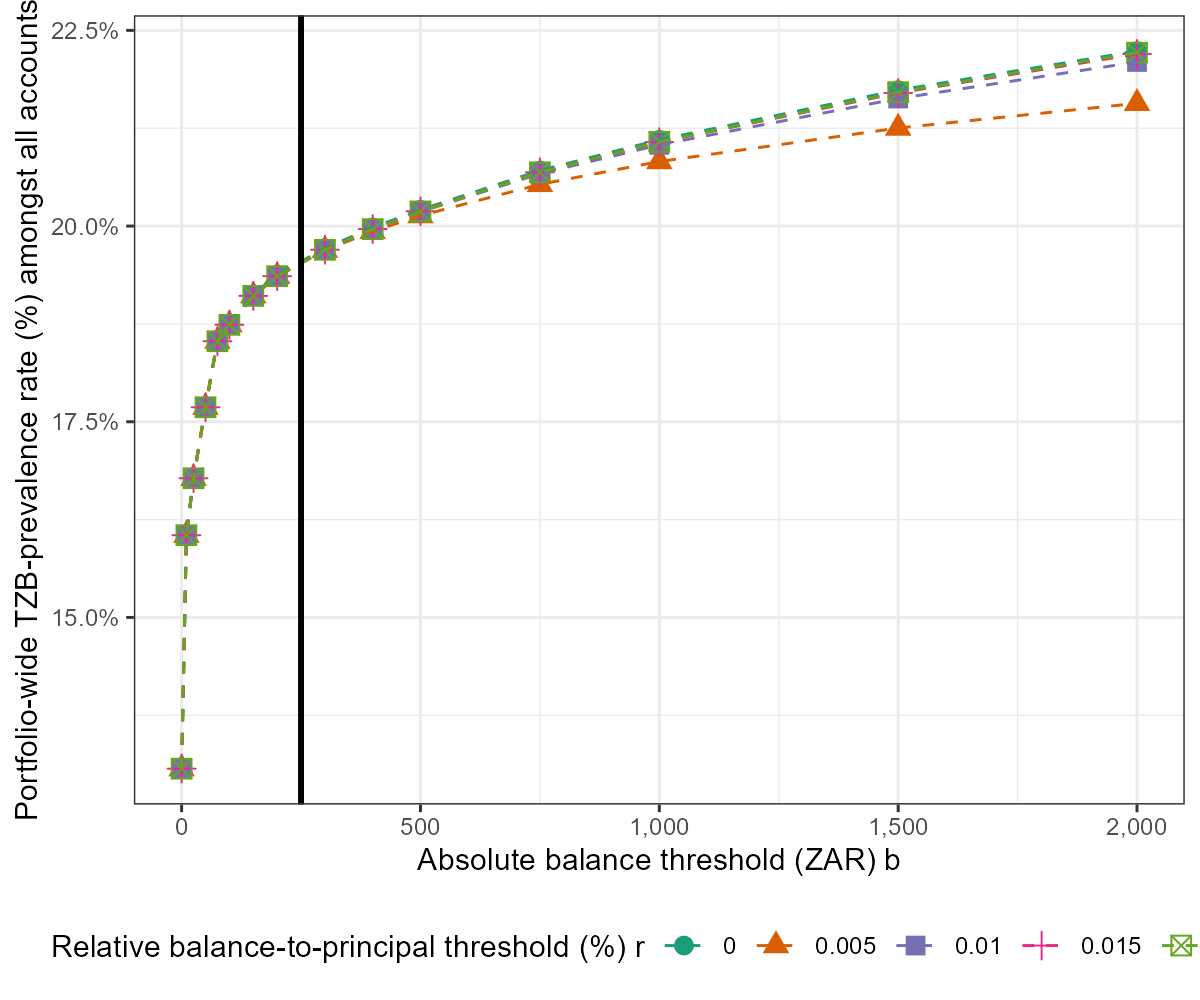 Portfolio-wide TZB-prevalence rate (%) amongst all accounts
22.5%
20.0%
17.5%
15.0%
0 500 1,000 1,500 2,000
Absolute balance threshold (ZAR) b
Relative balance-to-principal threshold (%) r 0 0.005 0.01 0.015